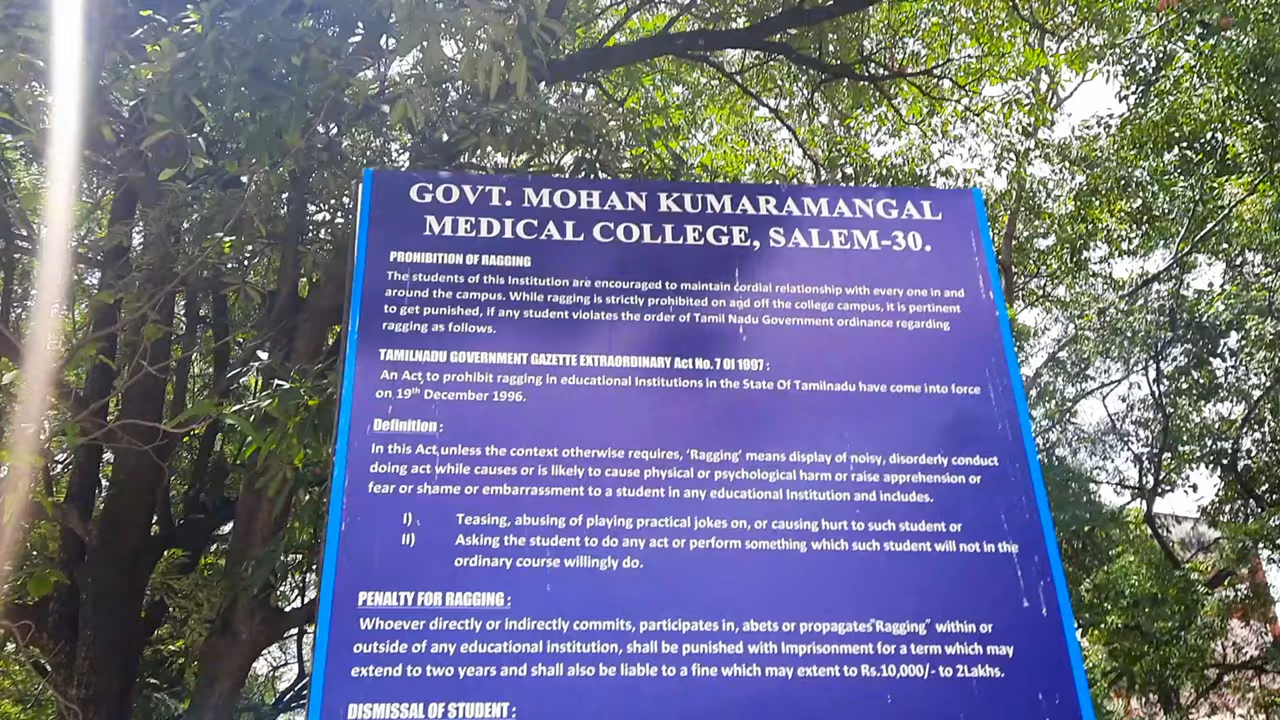 GOVT. MOHAN KUMARAMANGAL
MEDICAL COLLEGE, SALEM-30.
PROHIBITION OF RAGGING
The students of this Institution are encouraged to maintain cordial relationship with every one in and
around the campus. While ragging is strictly prohibited on and off the college campus, it is pertinent
to get punished, if any student violates the order of Tamil Nadu Government ordinance regarding
ragging as follows.
TAMILNADU GOVERNMENT GAZETTE EXTRAORDINARY Act No.7 Of 1997 :
An Act to prohibit ragging in educational Institutions in the State Of Tamilnadu have come into force
on 19th December 1996.
Definition :
In this Act unless the context otherwise requires, 'Ragging' means display of noisy, disorderly conduct
doing act while causes or is likely to cause physical or psychological harm or raise apprehension or
fear or shame or embarrassment to a student in any educational Institution and includes.
I) Teasing, abusing of playing practical jokes on, or causing hurt to such student or
II) Asking the student to do any act or perform something which such student will not in the
ordinary course willingly do.
PENALTY FOR RAGGING :
Whoever directly or indirectly commits, participates in, abets or propagates "Ragging" within or
outside of any educational institution, shall be punished with Imprisonment for a term which may
extend to two years and shall also be liable to a fine which may extent to Rs.10,000/- to 2Lakhs.
DISMISSAL OF STUDENT :